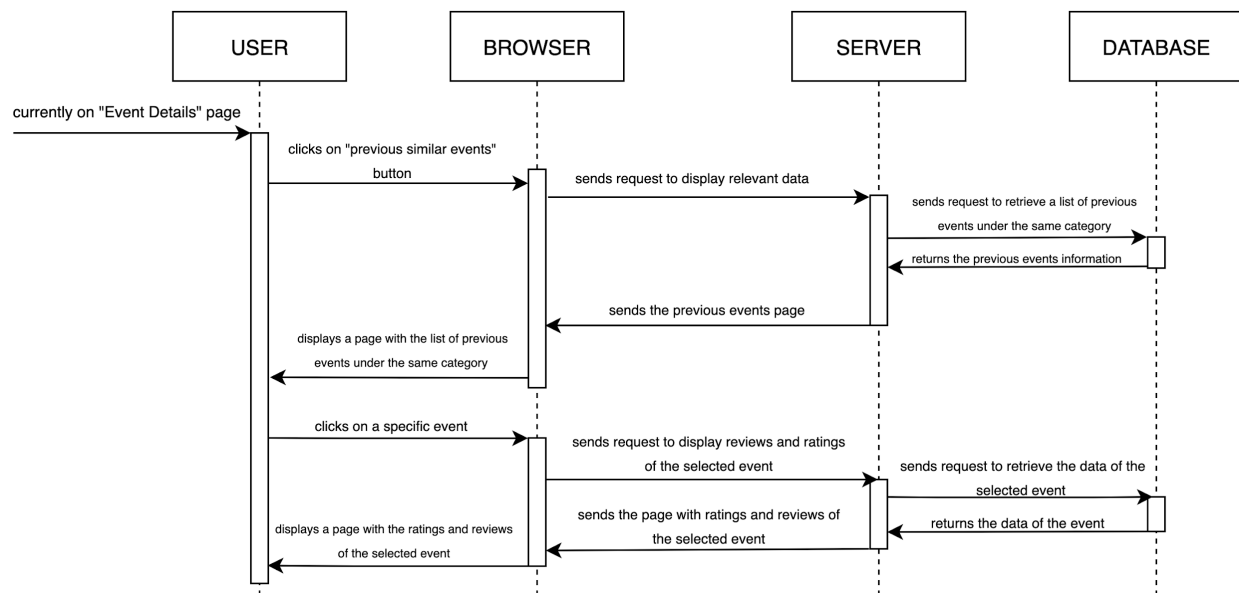 USER
BROWSER
SERVER
DATABASE
currently on "Event Details" page
clicks on "previous similar events"
button
sends request to display relevant data
sends request to retrieve a list of previous
events under the same category
returns the previous events information
sends the previous events page
displays a page with the list of previous
events under the same category
clicks on a specific event
sends request to display reviews and ratings
of the selected event
sends request to retrieve the data of the
selected event
returns the data of the event
sends the page with ratings and reviews of
the selected event
displays a page with the ratings and reviews
of the selected event